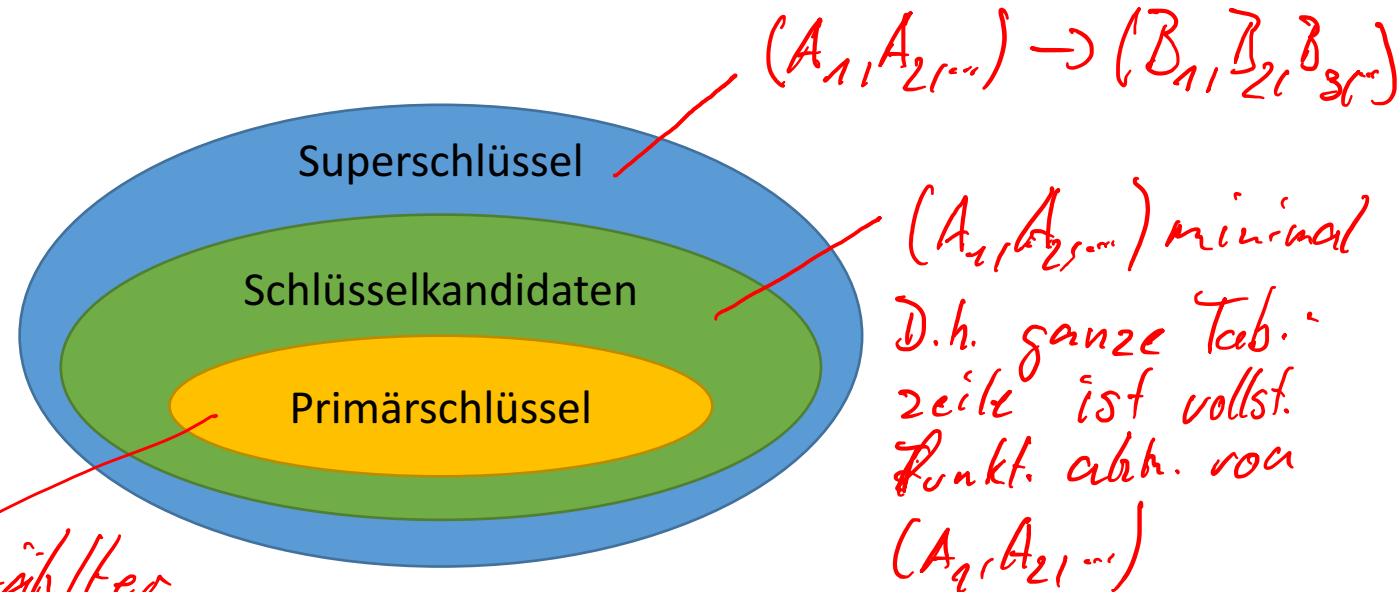 (A₁, A₂, ...) → (B₁, B₂, B₃, ...)
Superschlüssel
(A₁, A₂, ...) minimal
Schlüsselkandidaten
D.h. ganze Tab.-
zeile ist vollst.
Primärschlüssel
funkt. abh. von
(A₁, A₂, ...)